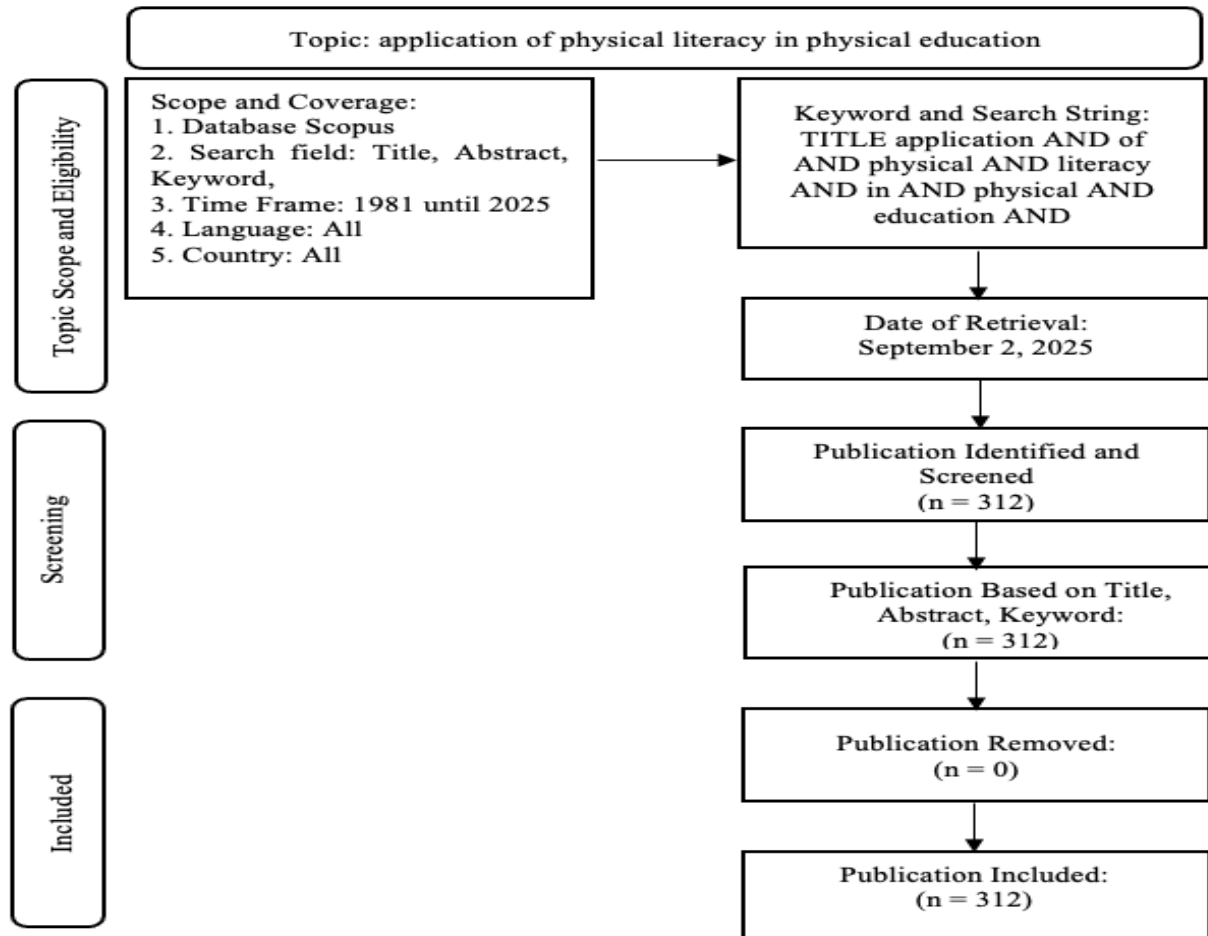 Topic: application of physical literacy in physical education
Topic Scope and Eligibility
Scope and Coverage:
1. Database Scopus
2. Search field: Title, Abstract,
Keyword,
3. Time Frame: 1981 until 2025
4. Language: All
5. Country: All
Keyword and Search String:
TITLE application AND of
AND physical AND literacy
AND in AND physical AND
education AND
Date of Retrieval:
September 2, 2025
Screening
Publication Identified and
Screened
(n = 312)
Publication Based on Title,
Abstract, Keyword:
(n = 312)
Included
Publication Removed:
(n = 0)
Publication Included:
(n = 312)